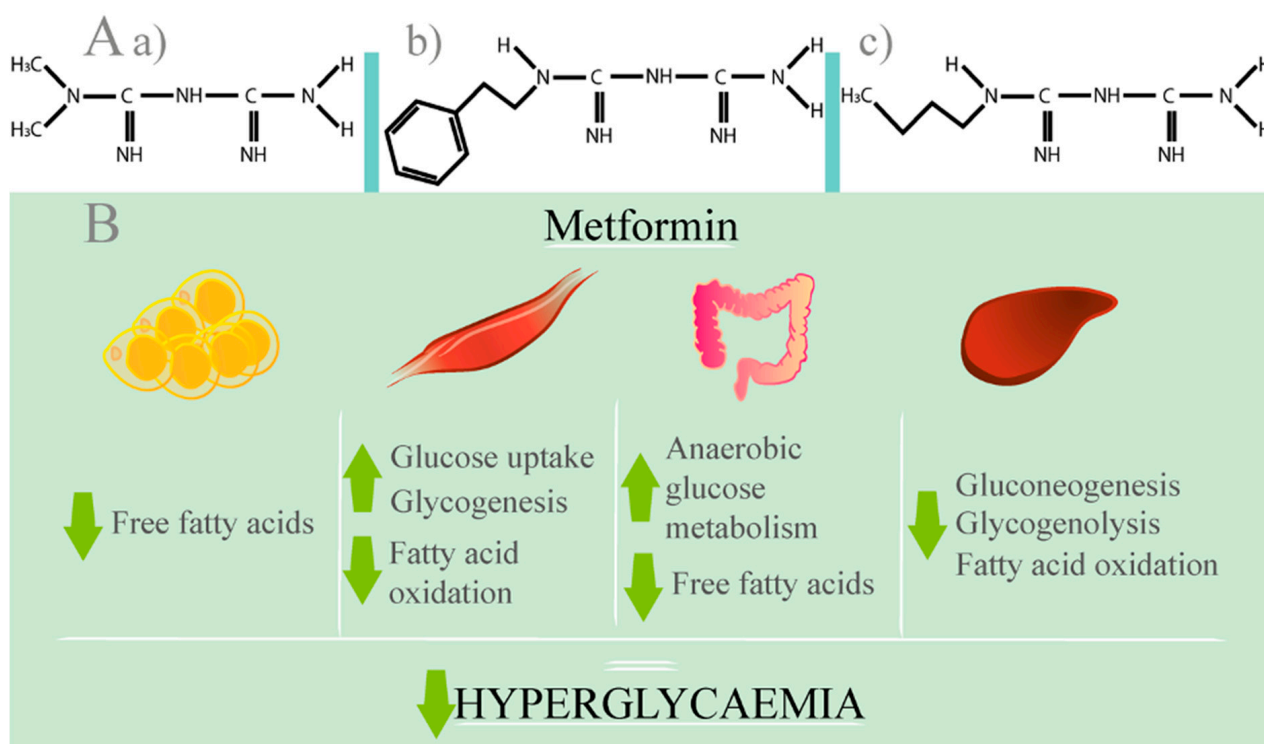 A a)
b)
c)
H₃C
H₃C
N C NH C N H
H
NH NH
H
N C NH C N H
H
NH NH
H
H₃C
N C NH C N H
H
NH NH
B
Metformin
Free fatty acids
Glucose uptake
Glycogenesis
Fatty acid
oxidation
Anaerobic
glucose
metabolism
Free fatty acids
Gluconeogenesis
Glycogenolysis
Fatty acid oxidation
HYPERGLYCAEMIA